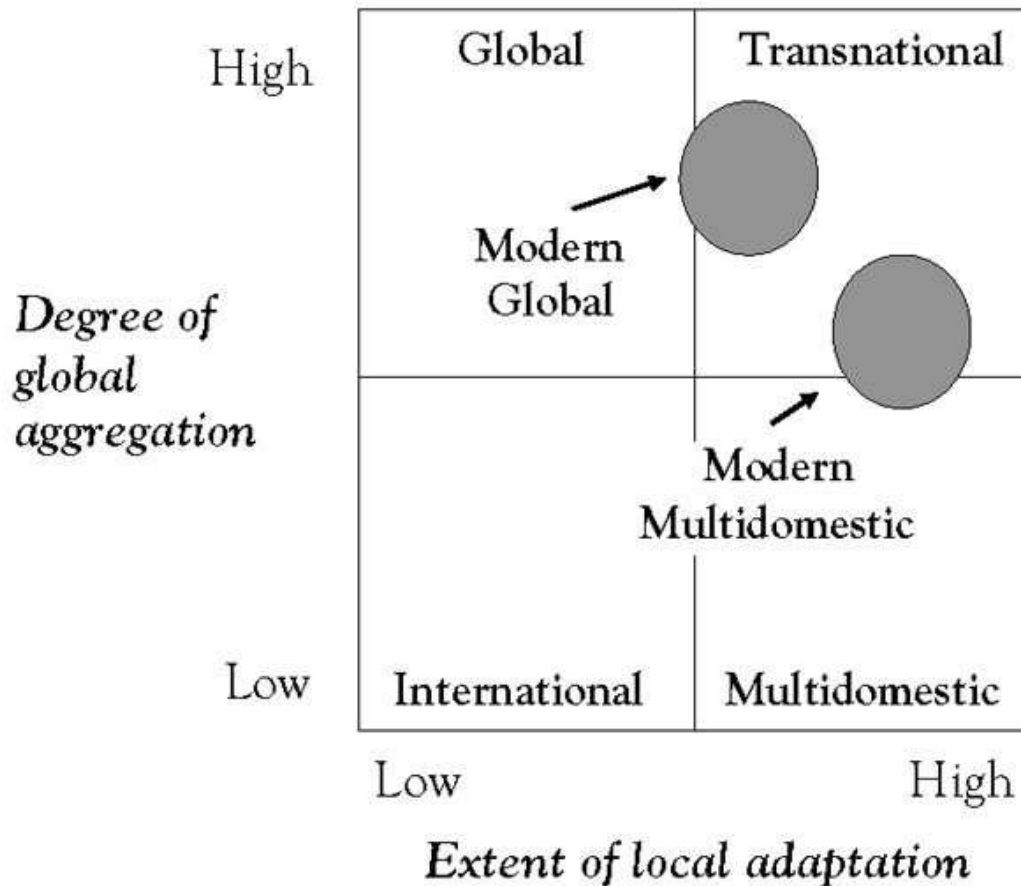 High
Global
Transnational
Modern
Global
Degree of
global
aggregation
Modern
Multidomestic
Low
International
Multidomestic
Low
High
Extent of local adaptation